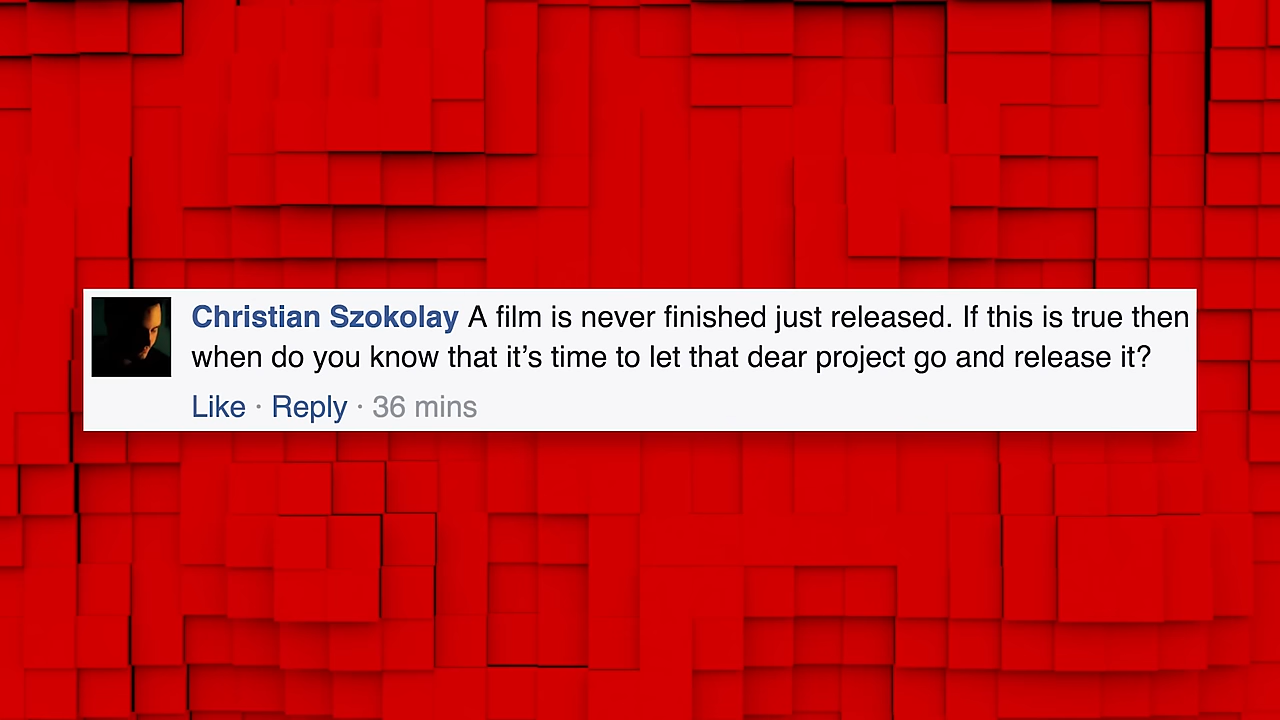 Christian Szokolay A film is never finished just released. If this is true then
when do you know that it’s time to let that dear project go and release it?
Like · Reply · 36 mins